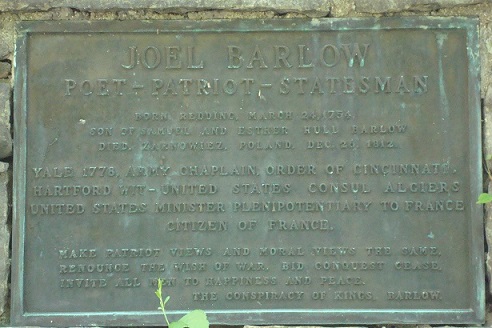 JOEL BARLOW
POET - PATRIOT - STATESMAN
BORN, REDDING, MARCH 24, 1754.
SON OF SAMUEL AND ESTHER HULL BARLOW
DIED, ZARNOWIEZ, POLAND, DEC. 26, 1812.
YALE 1778, ARMY CHAPLAIN, ORDER OF CINCINNATI,
HARTFORD WIT - UNITED STATES CONSUL ALGIERS
UNITED STATES MINISTER PLENIPOTENTIARY TO FRANCE
CITIZEN OF FRANCE.
MAKE PATRIOT VIEWS AND MORAL VIEWS THE SAME,
RENOUNCE THE WISH OF WAR, BID CONQUEST CEASE,
INVITE ALL MEN TO HAPPINESS AND PEACE.
THE CONSPIRACY OF KINGS, BARLOW.